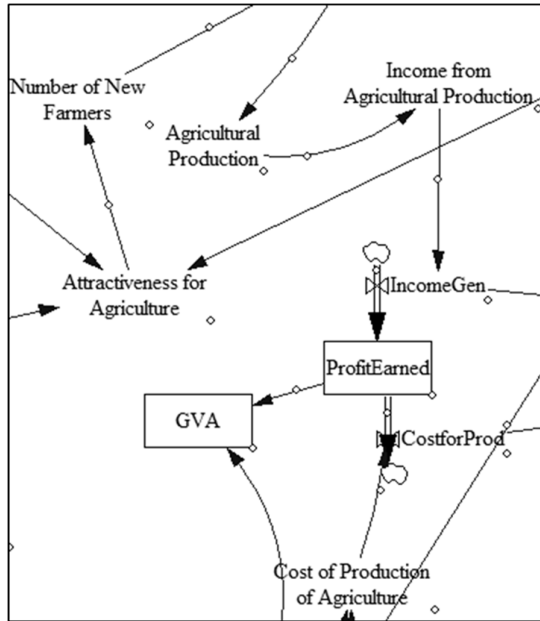 Number of New
Farmers
Agricultural
Production
Income from
Agricultural Production
Attractiveness for
Agriculture
IncomeGen
ProfitEarned
GVA
CostforProd
Cost of Production
of Agriculture